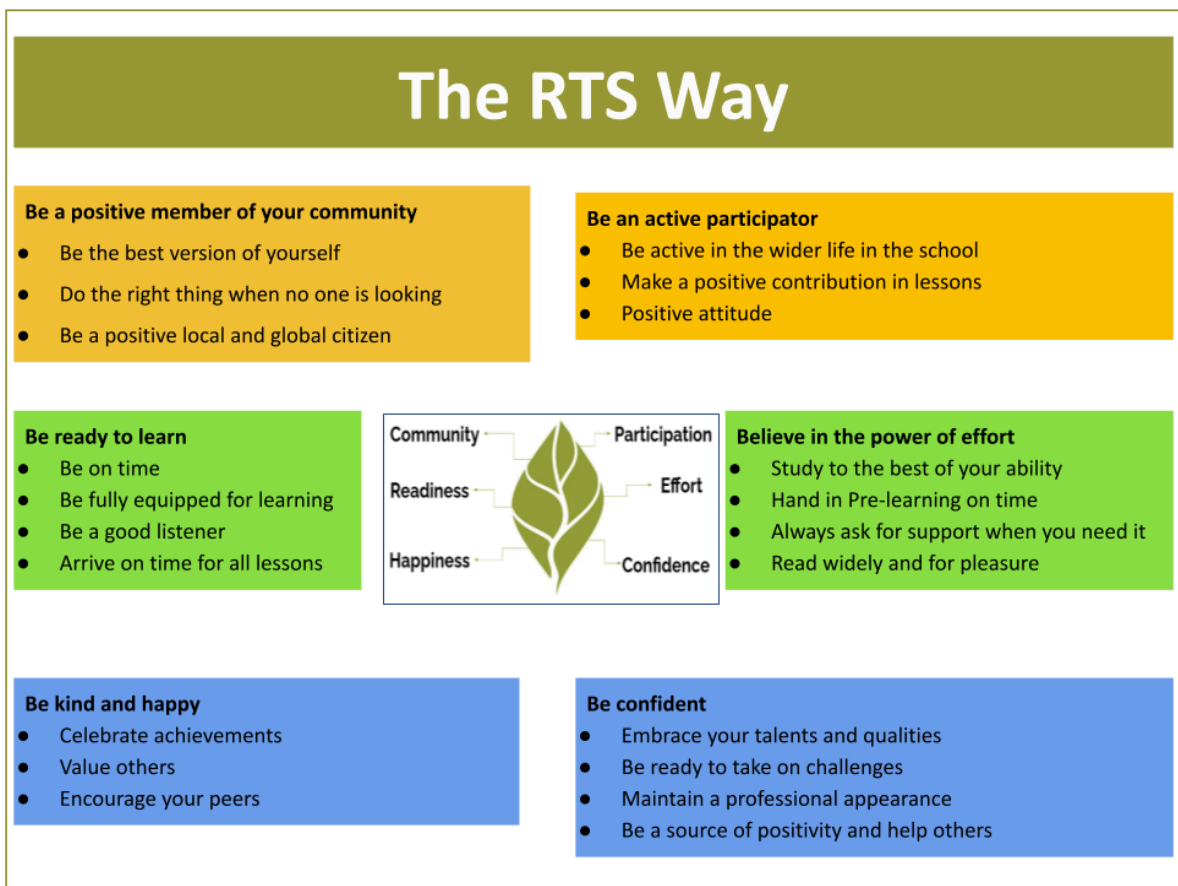 The RTS Way
Be a positive member of your community
● Be the best version of yourself
● Do the right thing when no one is looking
● Be a positive local and global citizen
Be an active participator
● Be active in the wider life in the school
● Make a positive contribution in lessons
● Positive attitude
Be ready to learn
● Be on time
● Be fully equipped for learning
● Be a good listener
● Arrive on time for all lessons
Community
Participation
Readiness
Effort
Happiness
Confidence
Believe in the power of effort
● Study to the best of your ability
● Hand in Pre-learning on time
● Always ask for support when you need it
● Read widely and for pleasure
Be kind and happy
● Celebrate achievements
● Value others
● Encourage your peers
Be confident
● Embrace your talents and qualities
● Be ready to take on challenges
● Maintain a professional appearance
● Be a source of positivity and help others